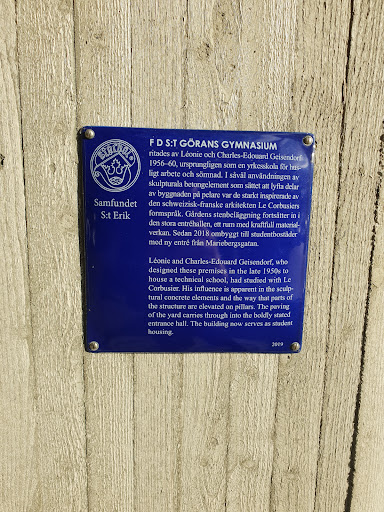 ST ERIK
Samfundet
S:t Erik
F D S:T GÖRANS GYMNASIUM
ritades av Léonie och Charles-Edouard Geisendorf
1956–60, ursprungligen som en yrkesskola för hus-
ligt arbete och sömnad. I såväl användningen av
skulpturala betongelement som sättet att lyfta delar
av byggnaden på pelare var de starkt inspirerade av
den schweizisk-franske arkitekten Le Corbusiers
formspråk. Gårdens stenbeläggning fortsätter in i
den stora entréhallen, ett rum med kraftfull material-
verkan. Sedan 2018 ombyggt till studentbostäder
med ny entré från Mariebergsgatan.
Léonie and Charles-Edouard Geisendorf, who
designed these premises in the late 1950s to
house a technical school, had studied with Le
Corbusier. His influence is apparent in the sculp-
tural concrete elements and the way that parts of
the structure are elevated on pillars. The paving
of the yard carries through into the boldly stated
entrance hall. The building now serves as student
housing.
2019